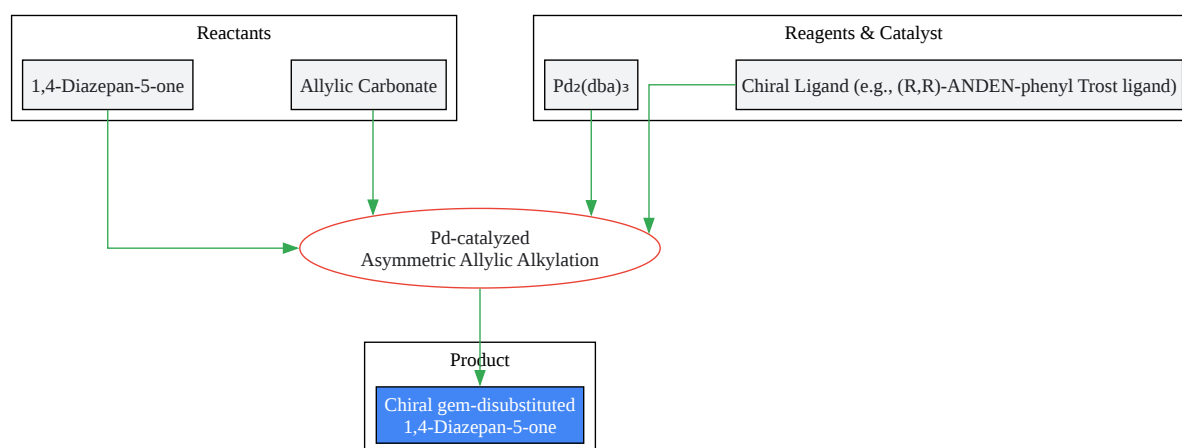 Reactants
Reagents & Catalyst
1,4-Diazepan-5-one
Allylic Carbonate
Pd₂(dba)₃
Chiral Ligand (e.g., (R,R)-ANDEN-phenyl Trost ligand)
Pd-catalyzed
Asymmetric Allylic Alkylation
Product
Chiral gem-disubstituted
1,4-Diazepan-5-one